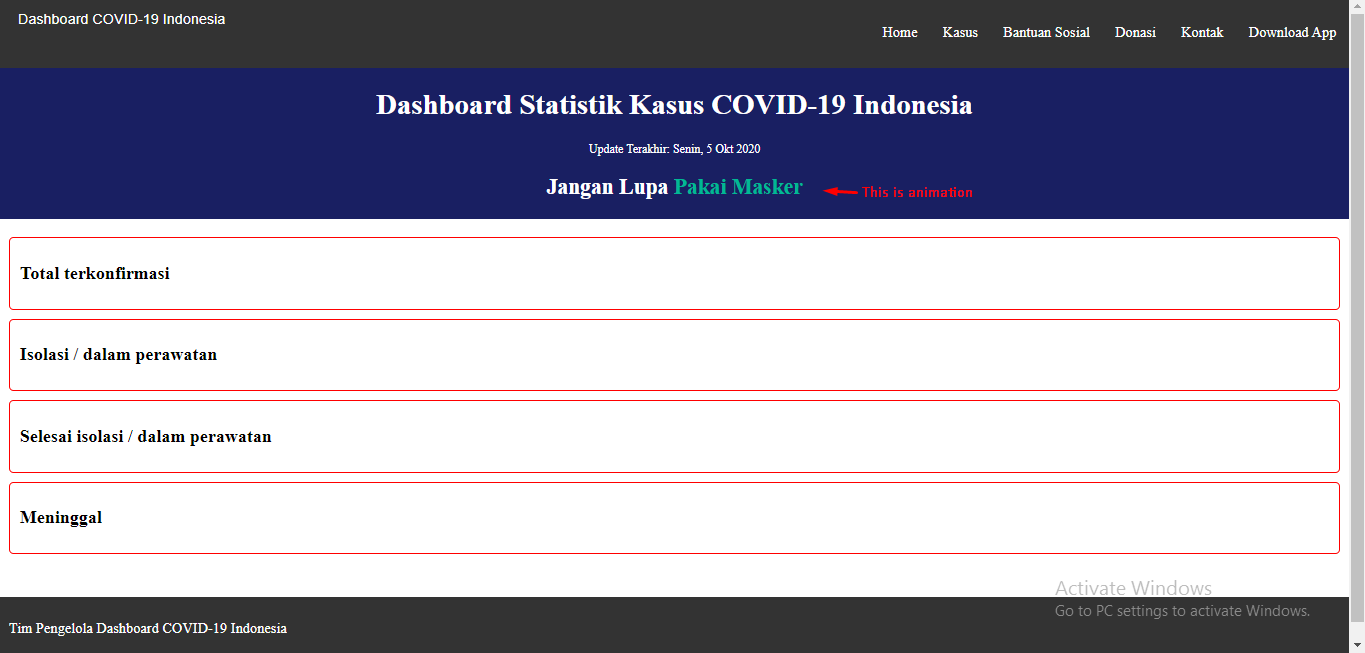 Dashboard COVID-19 Indonesia
Home Kasus Bantuan Sosial Donasi Kontak Download App
Dashboard Statistik Kasus COVID-19 Indonesia
Update Terakhir: Senin, 5 Okt 2020
Jangan Lupa Pakai Masker
This is animation
Total terkonfirmasi
Isolasi / dalam perawatan
Selesai isolasi / dalam perawatan
Meninggal
Activate Windows
Go to PC settings to activate Windows.
Tim Pengelola Dashboard COVID-19 Indonesia